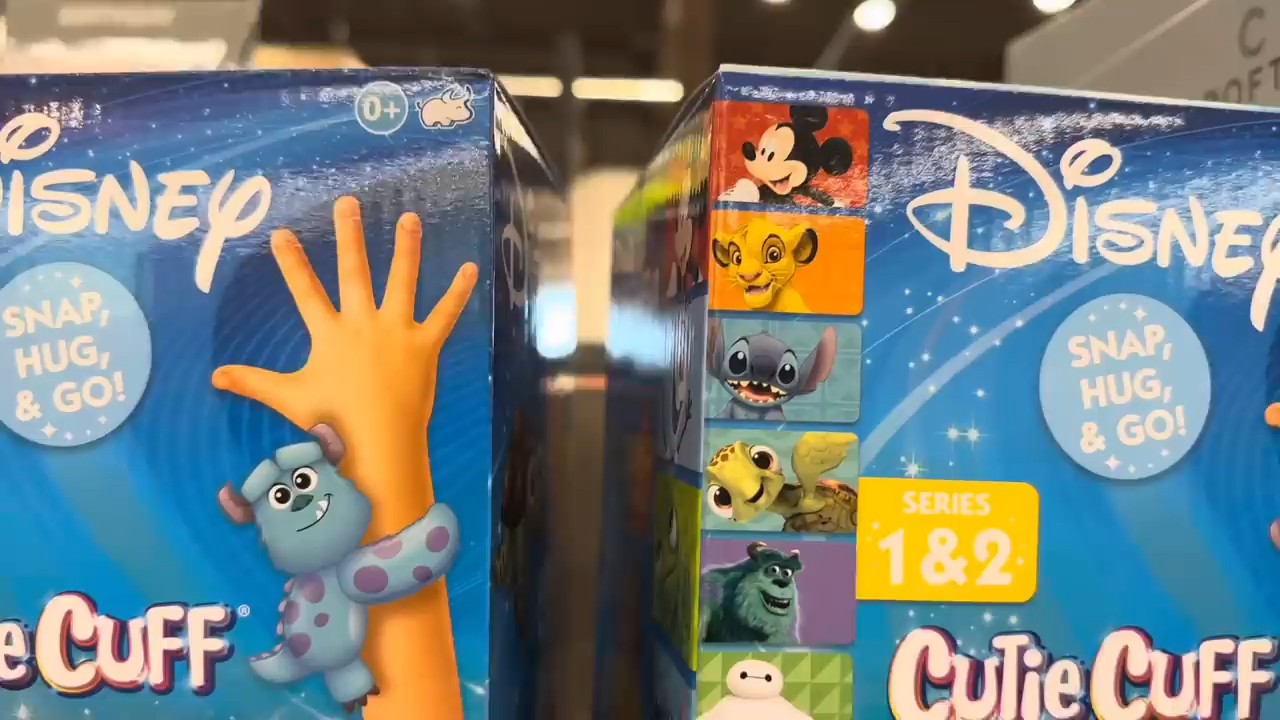 0+
DISNEY
SNAP,
HUG,
& GO!
CUFF®
DISNEY
SNAP,
HUG,
& GO!
SERIES
1&2
CUTIE CUFF
C